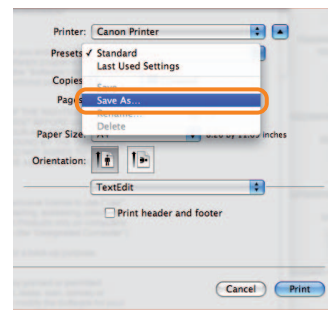 Printer: Canon Printer
Presets ✓ Standard
Last Used Settings
Copies
Save
Pages Save As...
Rename...
Delete
Paper Size: inches
Orientation:
TextEdit
Print header and footer
Cancel Print